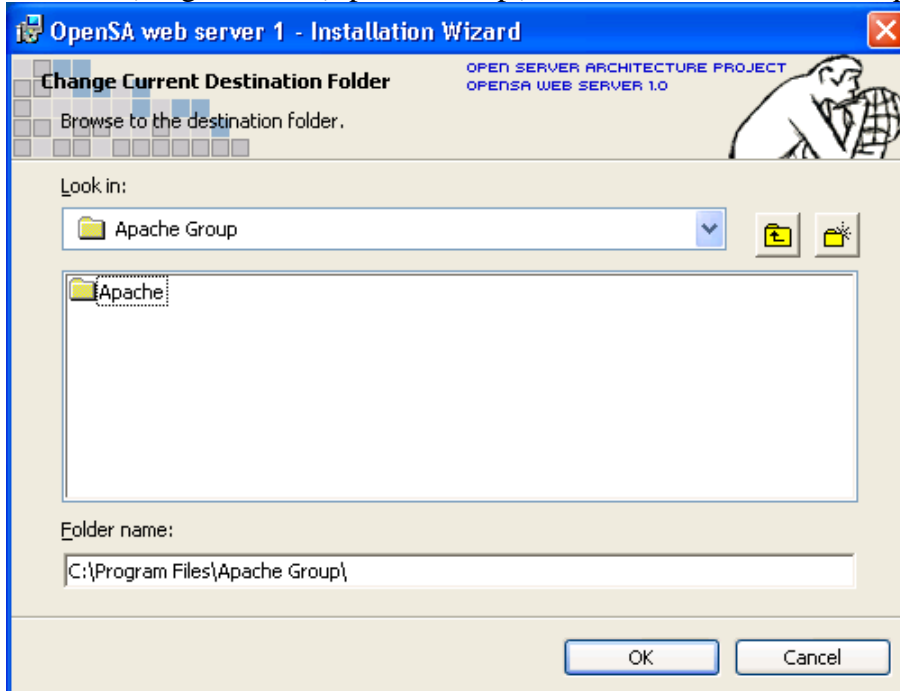 OpenSA web server 1 - Installation Wizard
Change Current Destination Folder
OPEN SERVER ARCHITECTURE PROJECT
OPENSA WEB SERVER 1.0
Browse to the destination folder.
Look in:
Apache Group
Apache
Folder name:
C:\Program Files\Apache Group\
OK Cancel